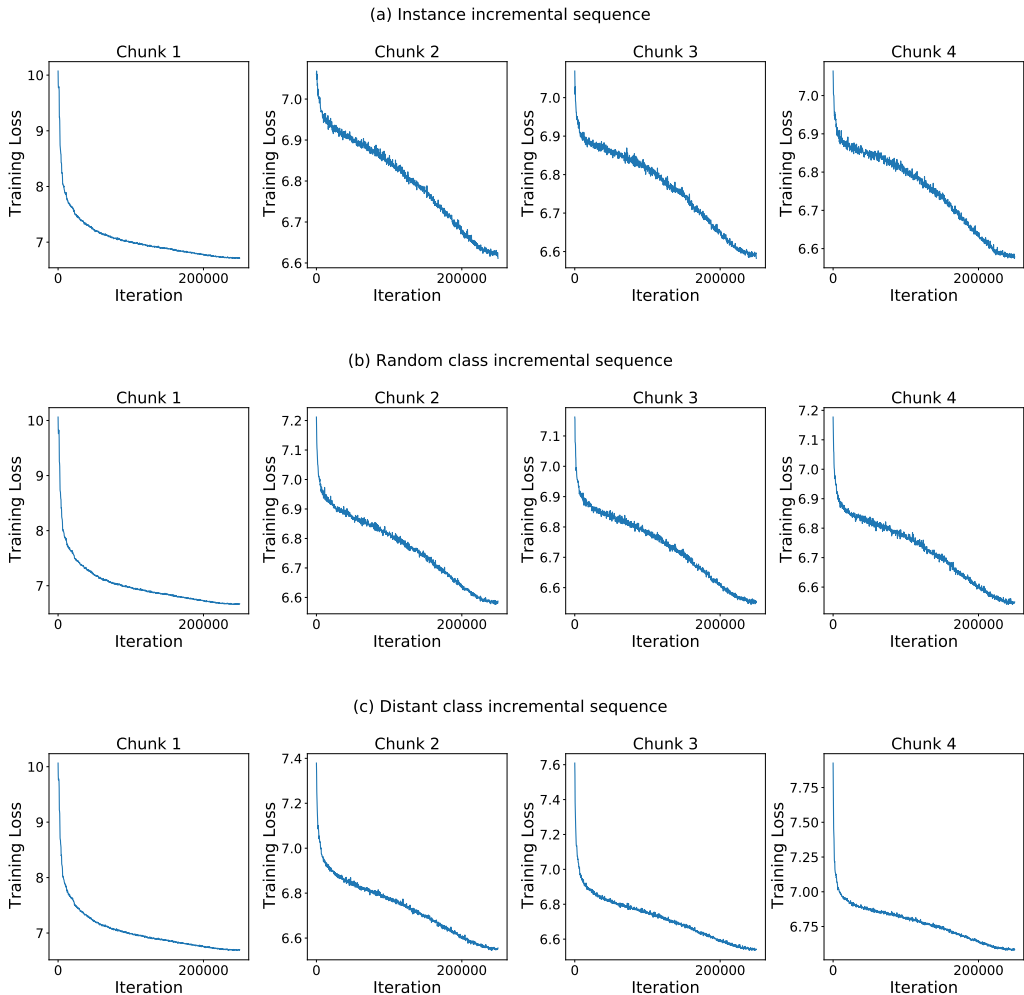 (a) Instance incremental sequence
Chunk 1 Chunk 2 Chunk 3 Chunk 4
Training Loss Training Loss Training Loss Training Loss
10 9 8 7
7.0 6.9 6.8 6.7 6.6
7.0 6.9 6.8 6.7 6.6
7.0 6.9 6.8 6.7 6.6
0 200000 0 200000 0 200000 0 200000
Iteration Iteration Iteration Iteration
(b) Random class incremental sequence
Chunk 1 Chunk 2 Chunk 3 Chunk 4
Training Loss Training Loss Training Loss Training Loss
10 9 8 7
7.2 7.1 7.0 6.9 6.8 6.7 6.6
7.1 7.0 6.9 6.8 6.7 6.6
7.2 7.1 7.0 6.9 6.8 6.7 6.6
0 200000 0 200000 0 200000 0 200000
Iteration Iteration Iteration Iteration
(c) Distant class incremental sequence
Chunk 1 Chunk 2 Chunk 3 Chunk 4
Training Loss Training Loss Training Loss Training Loss
10 9 8 7
7.4 7.2 7.0 6.8 6.6
7.6 7.4 7.2 7.0 6.8 6.6
7.75 7.50 7.25 7.00 6.75
0 200000 0 200000 0 200000 0 200000
Iteration Iteration Iteration Iteration